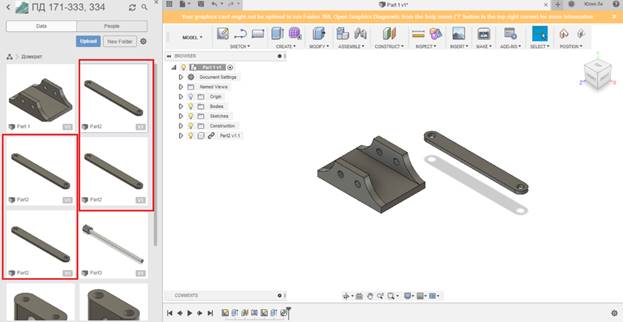 ПД 171-333, 334
Data People
Upload New Folder
Домкрат
Part 1 V1
Part2 V1
Part2 V1
Part2 V1
Part2 V1
Part3 V1
Part 1 v1*
Your graphics card might not be optimal to run Fusion 360. Open Graphics Diagnostic from the help menu ("?" button in the top right corner) for more information
MODEL
SKETCH CREATE MODIFY ASSEMBLE CONSTRUCT INSPECT INSERT MAKE ADD-INS SELECT POSITION
BROWSER
Part 1 v1
Document Settings
Named Views
Origin
Bodies
Sketches
Construction
Part2 v1:1
COMMENTS